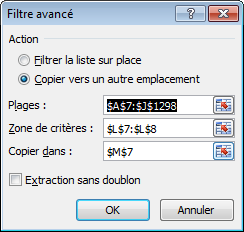 Filtre avancé
Action
Filtrer la liste sur place
Copier vers un autre emplacement
Plages : $A$7:$J$1298
Zone de critères : $L$7:$L$8
Copier dans : $M$7
Extraction sans doublon
OK Annuler